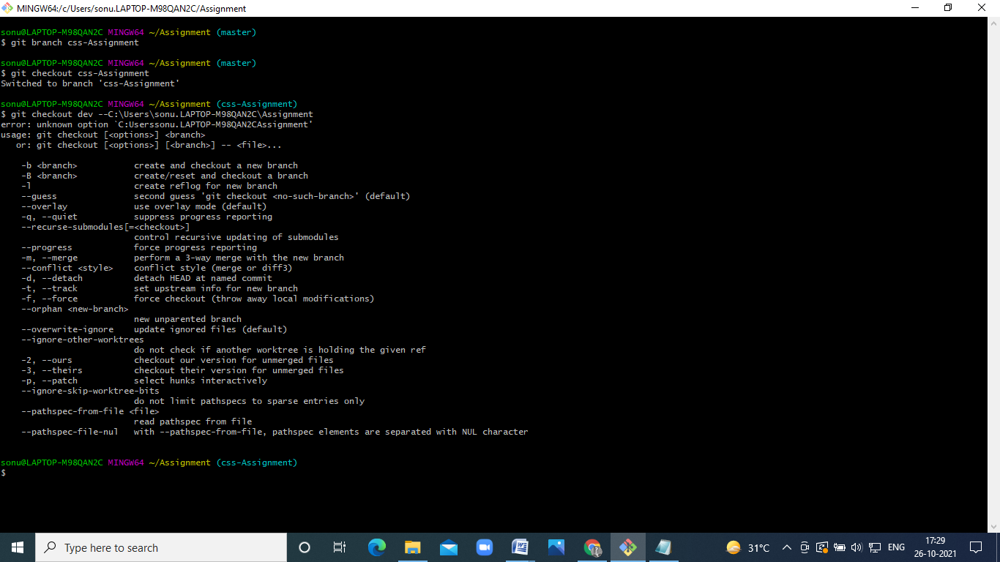 MINGW64:/c/Users/sonu.LAPTOP-M98QAN2C/Assignment
sonu@LAPTOP-M98QAN2C MINGW64 ~/Assignment (master)
$ git branch css-Assignment
sonu@LAPTOP-M98QAN2C MINGW64 ~/Assignment (master)
$ git checkout css-Assignment
Switched to branch 'css-Assignment'
sonu@LAPTOP-M98QAN2C MINGW64 ~/Assignment (css-Assignment)
$ git checkout dev --C:\Users\sonu.LAPTOP-M98QAN2C\Assignment
error: unknown option `C:Userssonu.LAPTOP-M98QAN2CAssignment'
usage: git checkout [<options>] <branch>
   or: git checkout [<options>] [<branch>] -- <file>...
    -b <branch>           create and checkout a new branch
    -B <branch>           create/reset and checkout a branch
    -l                    create reflog for new branch
    --guess               second guess 'git checkout <no-such-branch>' (default)
    --overlay             use overlay mode (default)
    -q, --quiet           suppress progress reporting
    --recurse-submodules[=<checkout>]
                          control recursive updating of submodules
    --progress            force progress reporting
    -m, --merge           perform a 3-way merge with the new branch
    --conflict <style>    conflict style (merge or diff3)
    -d, --detach          detach HEAD at named commit
    -t, --track           set upstream info for new branch
    -f, --force           force checkout (throw away local modifications)
    --orphan <new-branch>
                          new unparented branch
    --overwrite-ignore    update ignored files (default)
    --ignore-other-worktrees
                          do not check if another worktree is holding the given ref
    -2, --ours            checkout our version for unmerged files
    -3, --theirs          checkout their version for unmerged files
    -p, --patch           select hunks interactively
    --ignore-skip-worktree-bits
                          do not limit pathspecs to sparse entries only
    --pathspec-from-file <file>
                          read pathspec from file
    --pathspec-file-nul   with --pathspec-from-file, pathspec elements are separated with NUL character
sonu@LAPTOP-M98QAN2C MINGW64 ~/Assignment (css-Assignment)
$
Type here to search
31°C
ENG
17:29
26-10-2021